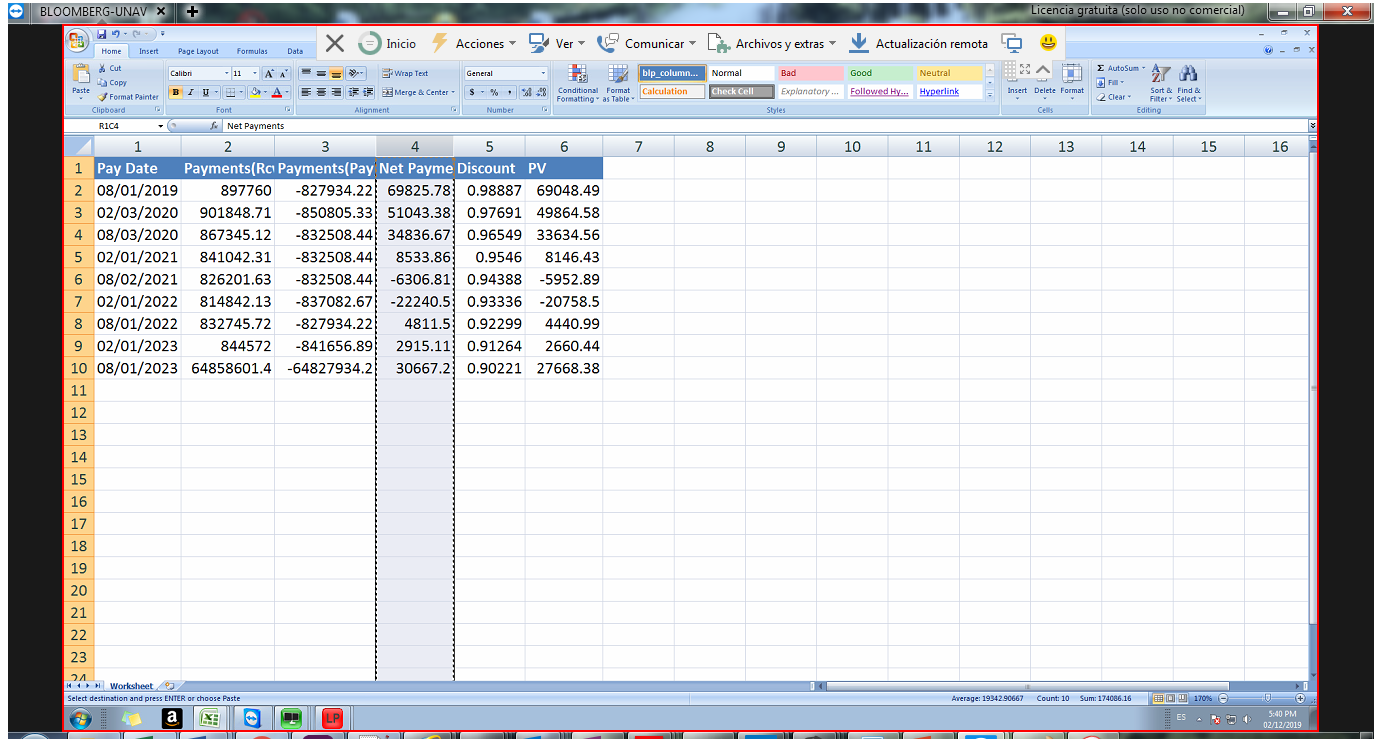 BLOOMBERG-UNAV
Licencia gratuita (solo uso no comercial)
Home Insert Page Layout Formulas Data
Inicio Acciones Ver Comunicar Archivos y extras Actualización remota
Paste
Cut
Copy
Format Painter
Clipboard
Calibri 11
B I U
Font
Wrap Text
Merge & Center
Alignment
General
$ % ,
Number
Conditional Formatting
Format as Table
blp_column... Normal Bad Good Neutral
Calculation Check Cell Explanatory ... Followed Hy... Hyperlink
Styles
Insert Delete Format
Cells
Σ AutoSum
Fill
Clear
Sort & Filter
Find & Select
Editing
R1C4 fx Net Payments
1 2 3 4 5 6 7 8 9 10 11 12 13 14 15 16
1 Pay Date Payments(Rcv Payments(Pay Net Payme Discount PV
2 08/01/2019 897760 -827934.22 69825.78 0.98887 69048.49
3 02/03/2020 901848.71 -850805.33 51043.38 0.97691 49864.58
4 08/03/2020 867345.12 -832508.44 34836.67 0.96549 33634.56
5 02/01/2021 841042.31 -832508.44 8533.86 0.9546 8146.43
6 08/02/2021 826201.63 -832508.44 -6306.81 0.94388 -5952.89
7 02/01/2022 814842.13 -837082.67 -22240.5 0.93336 -20758.5
8 08/01/2022 832745.72 -827934.22 4811.5 0.92299 4440.99
9 02/01/2023 844572 -841656.89 2915.11 0.91264 2660.44
10 08/01/2023 64858601.4 -64827934.2 30667.2 0.90221 27668.38
11
12
13
14
15
16
17
18
19
20
21
22
23
24
Worksheet
Select destination and press ENTER or choose Paste
Average: 19342.90667 Count: 10 Sum: 174086.16 170%
a LP
ES
5:40 PM
02/12/2019